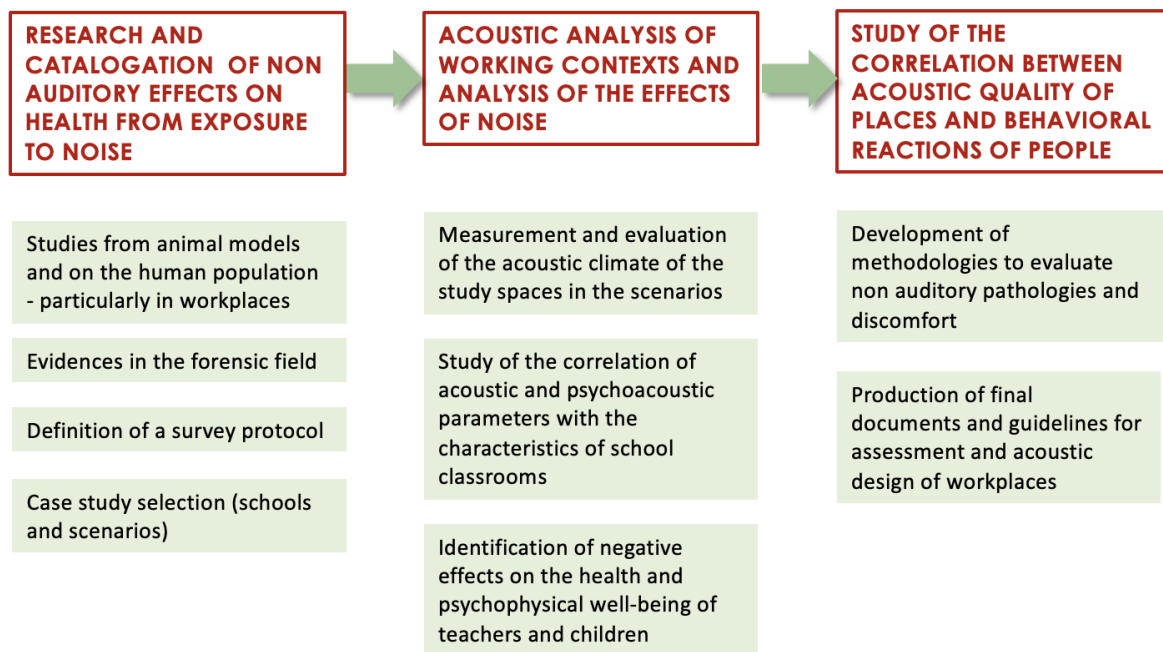 RESEARCH AND
CATALOGATION OF NON
AUDITORY EFFECTS ON
HEALTH FROM EXPOSURE
TO NOISE
ACOUSTIC ANALYSIS OF
WORKING CONTEXTS AND
ANALYSIS OF THE EFFECTS
OF NOISE
STUDY OF THE
CORRELATION BETWEEN
ACOUSTIC QUALITY OF
PLACES AND BEHAVIORAL
REACTIONS OF PEOPLE
Studies from animal models
and on the human population
- particularly in workplaces
Evidences in the forensic field
Definition of a survey protocol
Case study selection (schools
and scenarios)
Measurement and evaluation
of the acoustic climate of the
study spaces in the scenarios
Study of the correlation of
acoustic and psychoacoustic
parameters with the
characteristics of school
classrooms
Identification of negative
effects on the health and
psychophysical well-being of
teachers and children
Development of
methodologies to evaluate
non auditory pathologies and
discomfort
Production of final
documents and guidelines for
assessment and acoustic
design of workplaces